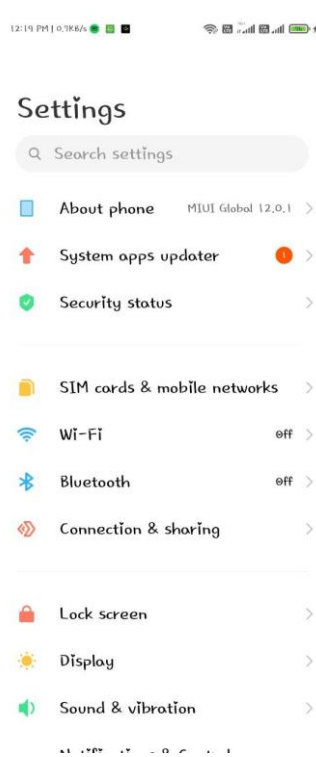 12:19 PM | 0.7KB/s
Settings
Search settings
About phone MIUI Global 12.0.1
System apps updater 1
Security status
SIM cards & mobile networks
Wi-Fi Off
Bluetooth Off
Connection & sharing
Lock screen
Display
Sound & vibration